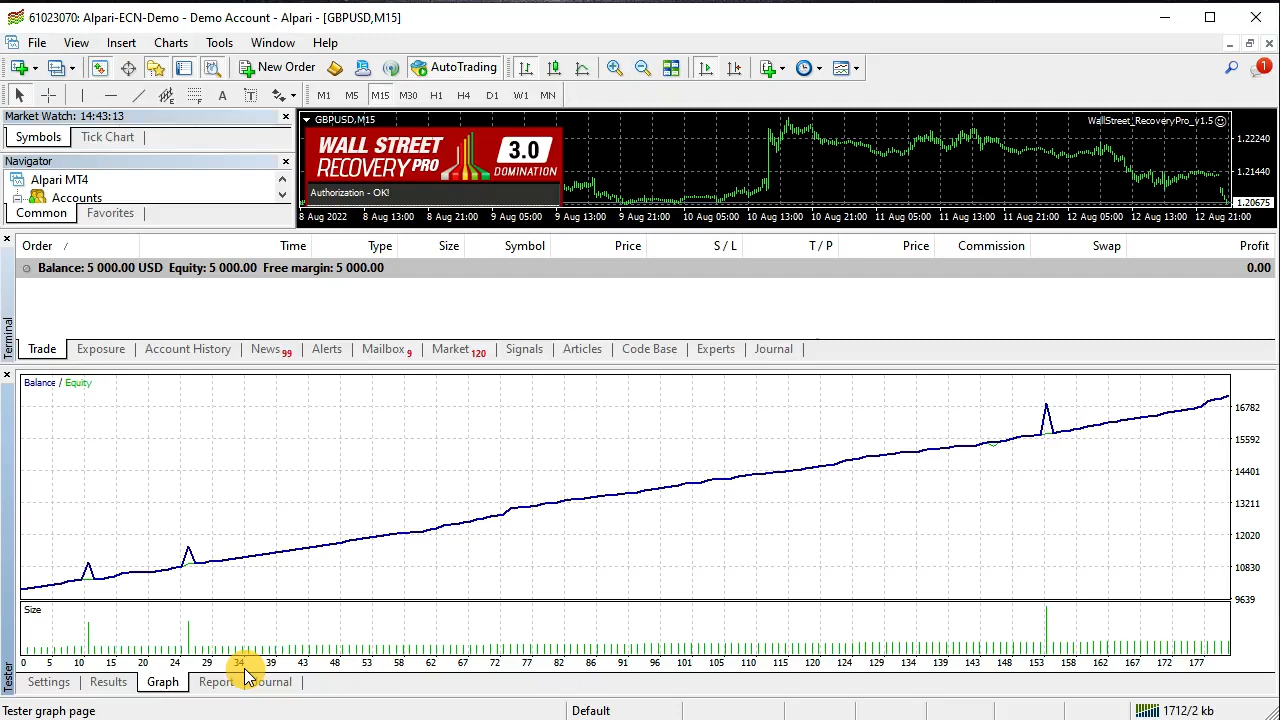 61023070: Alpari-ECN-Demo - Demo Account - Alpari - [GBPUSD,M15]
File View Insert Charts Tools Window Help
New Order AutoTrading 1
A T M1 M5 M15 M30 H1 H4 D1 W1 MN
Market Watch: 14:43:13
Symbols Tick Chart
Navigator
Alpari MT4
Accounts
Common Favorites
GBPUSD,M15
WallStreet_RecoveryPro_v1.5
WALL STREET
RECOVERY PRO
3.0
DOMINATION
Authorization - OK!
1.22240
1.21440
1.20675
8 Aug 2022 8 Aug 13:00 8 Aug 21:00 9 Aug 05:00 9 Aug 13:00 9 Aug 21:00 10 Aug 05:00 10 Aug 13:00 10 Aug 21:00 11 Aug 05:00 11 Aug 13:00 11 Aug 21:00 12 Aug 05:00 12 Aug 13:00 12 Aug 21:00
Order / Time Type Size Symbol Price S / L T / P Price Commission Swap Profit
Balance: 5 000.00 USD Equity: 5 000.00 Free margin: 5 000.00 0.00
Terminal
Trade Exposure Account History News 99 Alerts Mailbox 9 Market 120 Signals Articles Code Base Experts Journal
Balance / Equity
16782
15592
14401
13211
12020
10830
9639
Size
0 5 10 15 20 24 29 34 39 43 48 53 58 62 67 72 77 82 86 91 96 101 105 110 115 120 124 129 134 139 143 148 153 158 162 167 172 177
Tester
Settings Results Graph Report Journal
Tester graph page Default 1712/2 kb